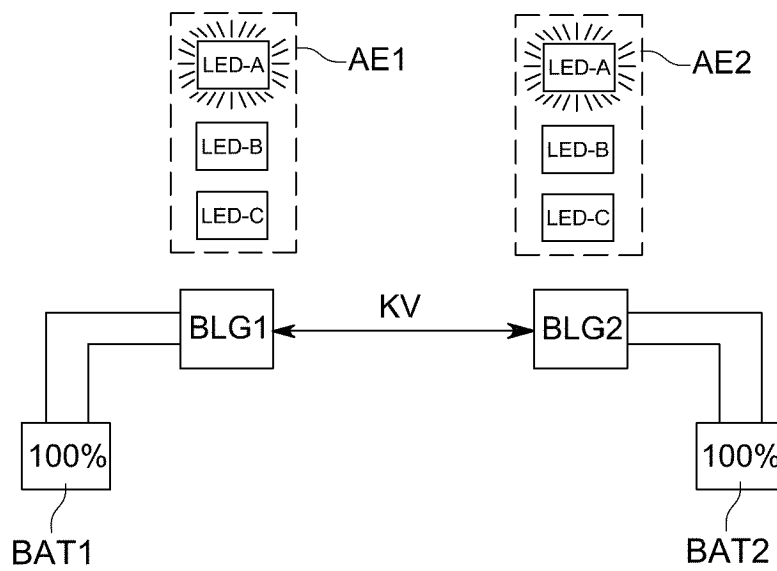 LED-A AE1 LED-A AE2
LED-B LED-B
LED-C LED-C
KV
BLG1 BLG2
100% 100%
BAT1 BAT2